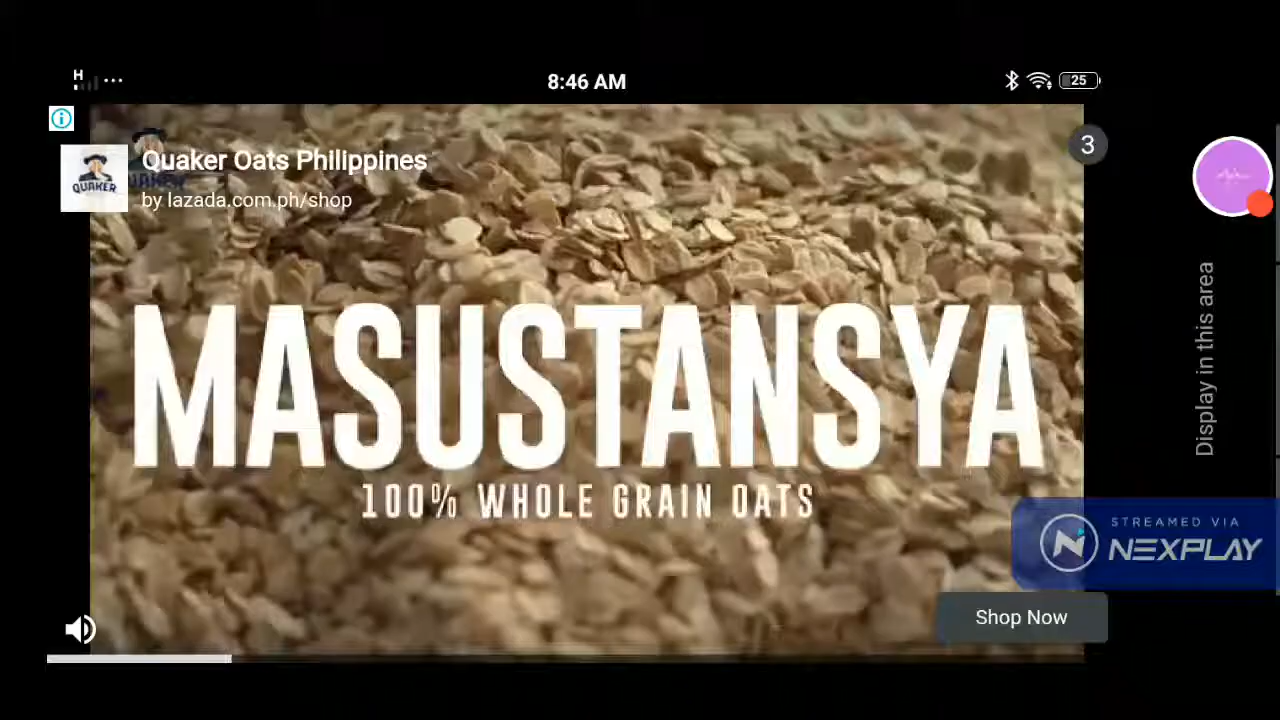 H
8:46 AM
25
Quaker Oats Philippines
QUAKER
by lazada.com.ph/shop
3
MASUSTANSYA
100% WHOLE GRAIN OATS
Display in this area
STREAMED VIA
NEXPLAY
Shop Now